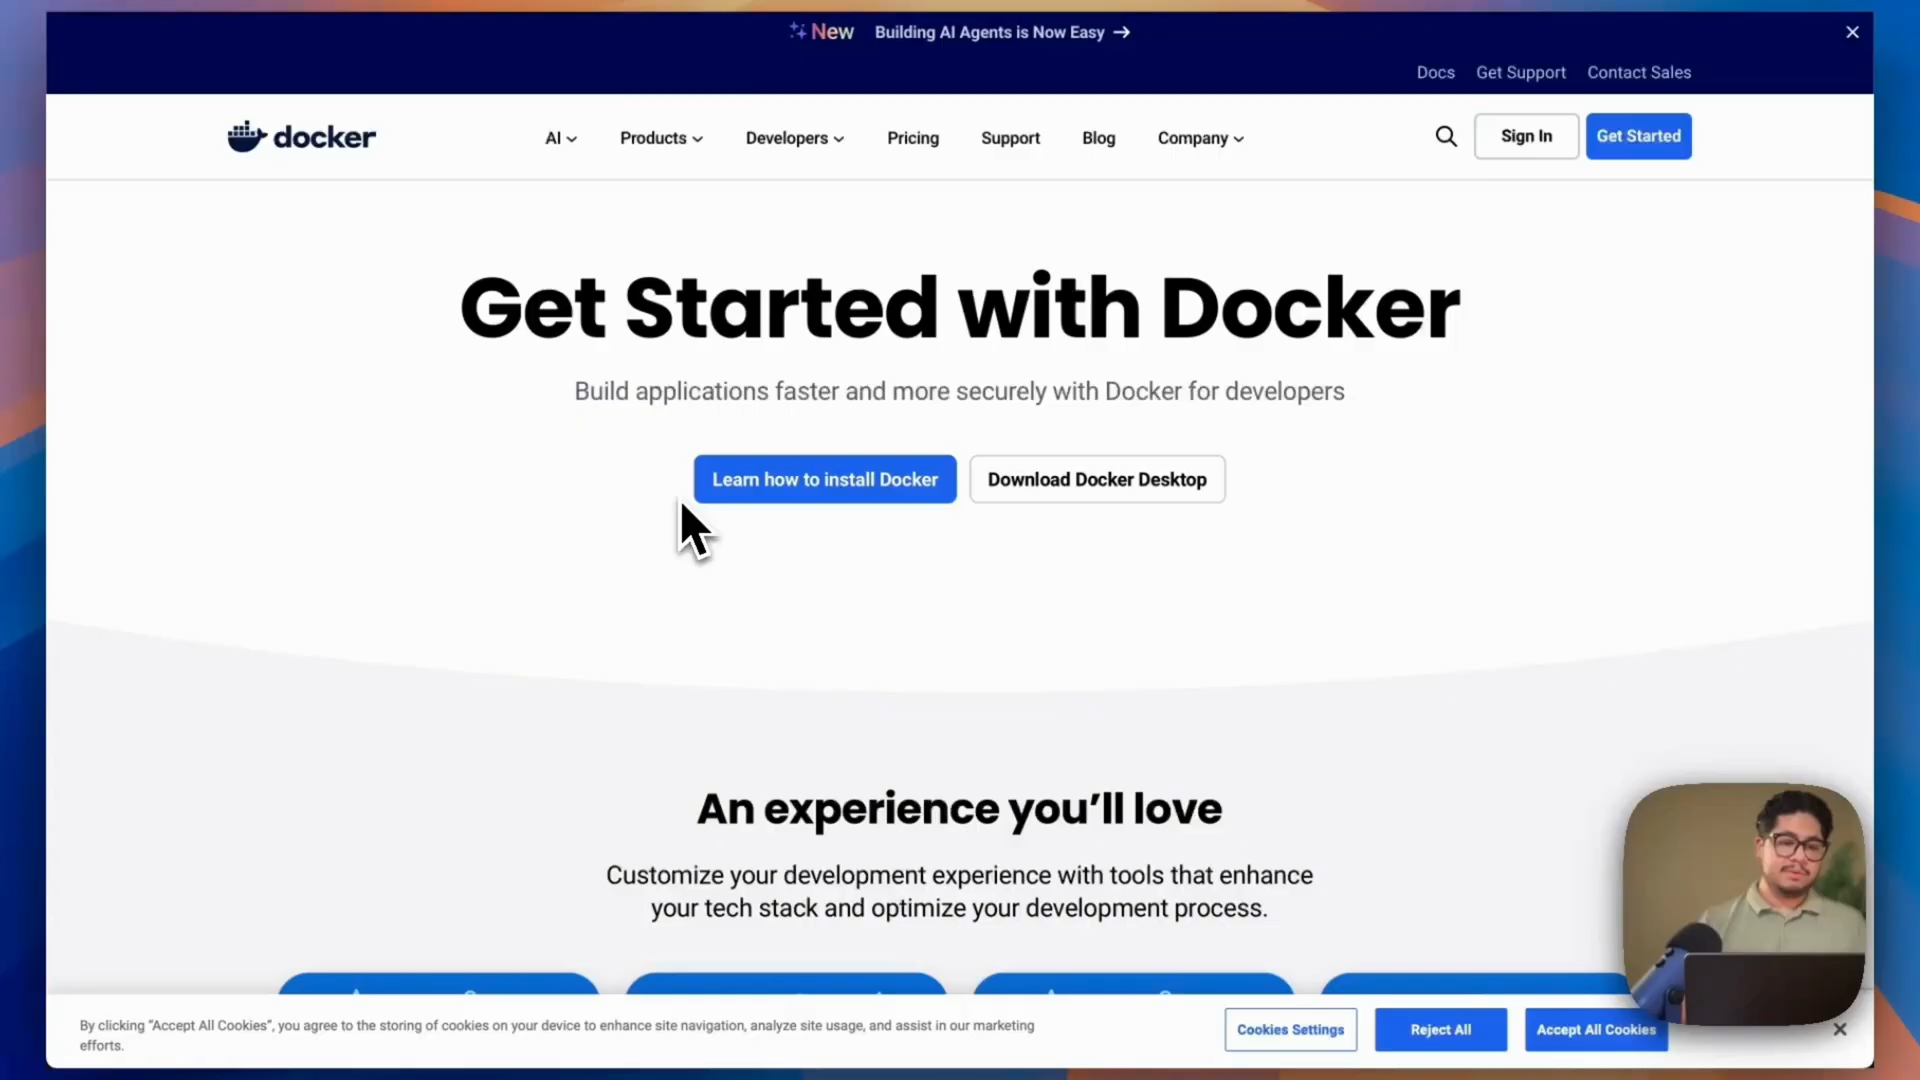 New Building AI Agents is Now Easy →
Docs Get Support Contact Sales
docker AI Products Developers Pricing Support Blog Company Sign In Get Started
Get Started with Docker
Build applications faster and more securely with Docker for developers
Learn how to install Docker Download Docker Desktop
An experience you’ll love
Customize your development experience with tools that enhance
your tech stack and optimize your development process.
By clicking “Accept All Cookies”, you agree to the storing of cookies on your device to enhance site navigation, analyze site usage, and assist in our marketing
efforts.
Cookies Settings Reject All Accept All Cookies